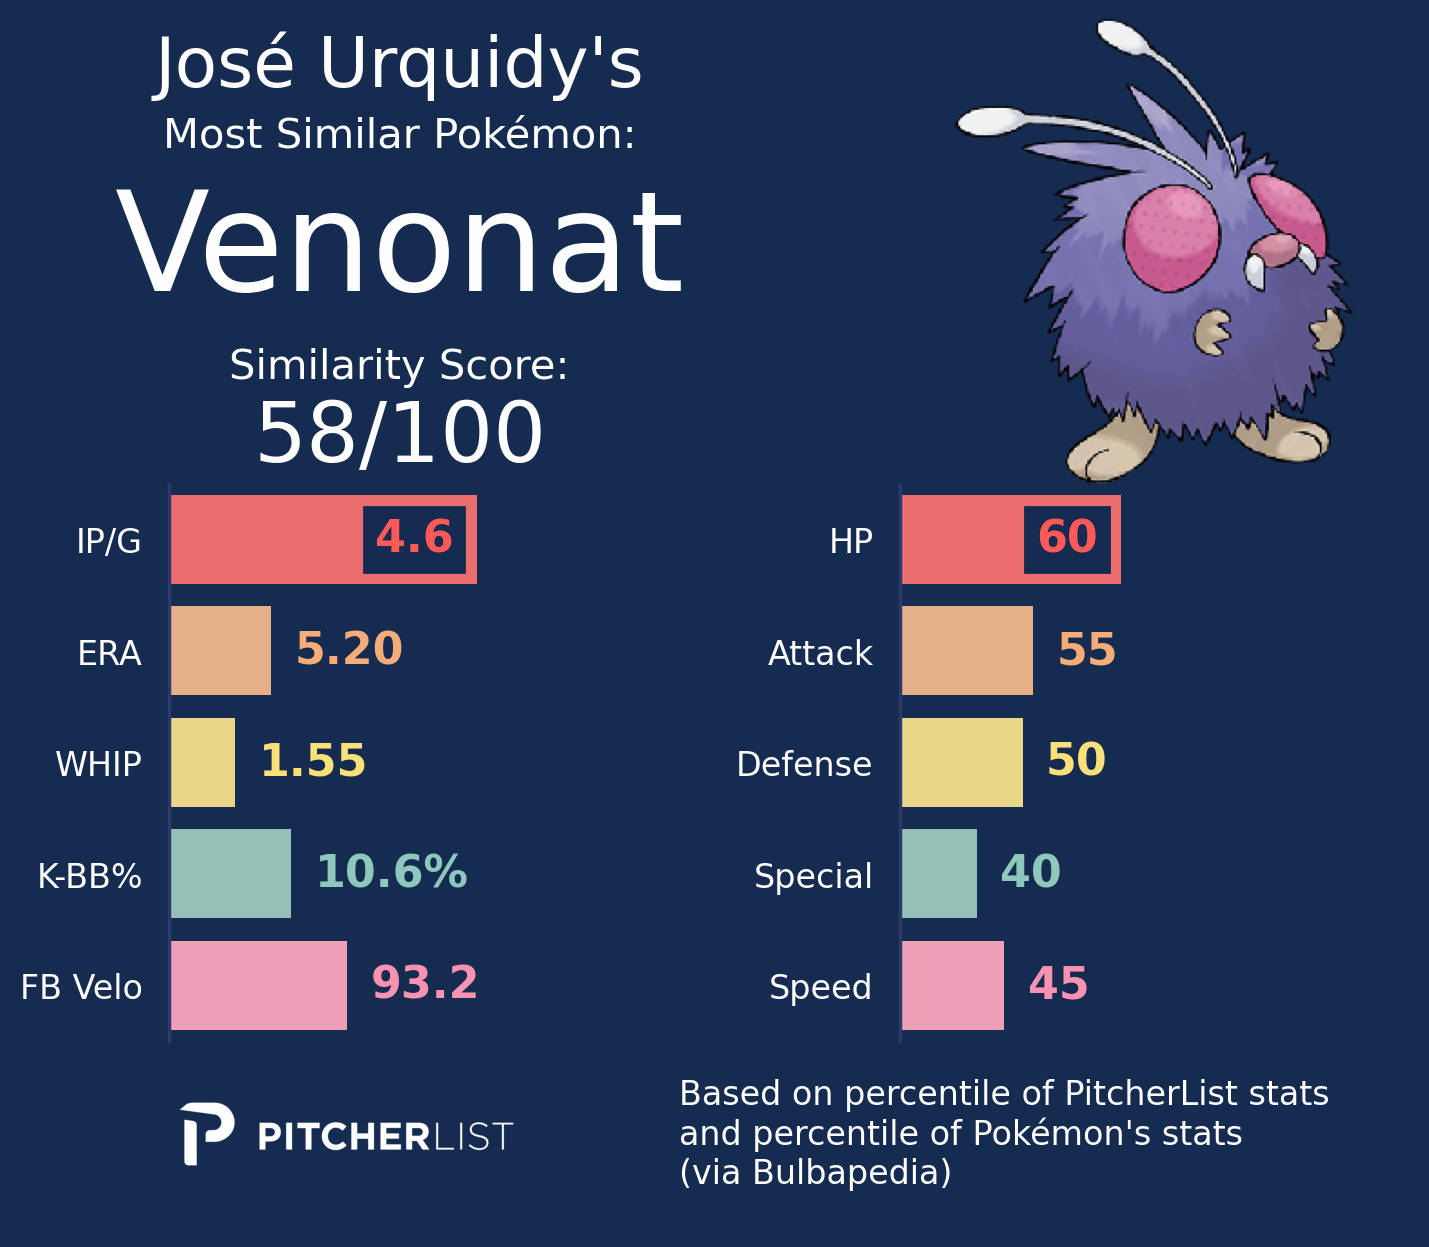 José Urquidy's
Most Similar Pokémon:
Venonat
Similarity Score:
58/100
IP/G 4.6
ERA 5.20
WHIP 1.55
K-BB% 10.6%
FB Velo 93.2
HP 60
Attack 55
Defense 50
Special 40
Speed 45
PITCHERLIST
Based on percentile of PitcherList stats
and percentile of Pokémon's stats
(via Bulbapedia)